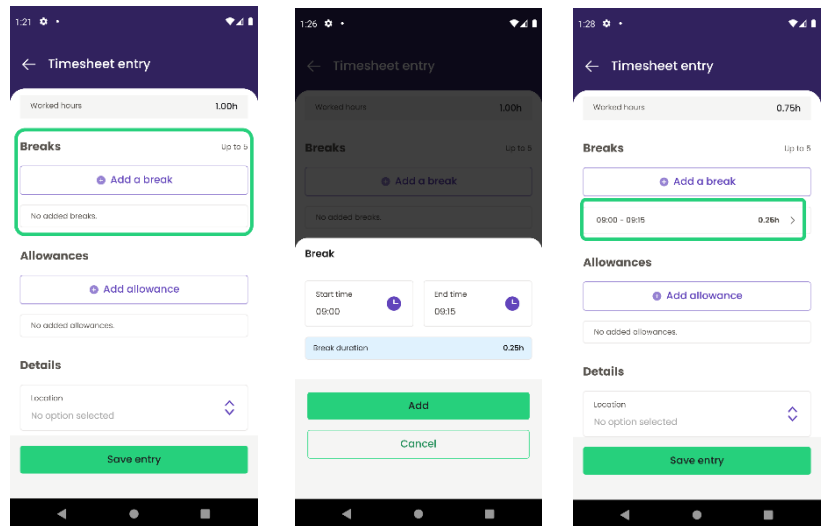 1:21
Timesheet entry
Worked hours 1.00h
Breaks Up to 5
Add a break
No added breaks.
Allowances
Add allowance
No added allowances.
Details
Location
No option selected
Save entry
1:26
Timesheet entry
Worked hours 1.00h
Breaks Up to 5
Add a break
No added breaks.
Break
Start time
09:00
End time
09:15
Break duration 0.25h
Add
Cancel
1:28
Timesheet entry
Worked hours 0.75h
Breaks Up to 5
Add a break
09:00 - 09:15 0.25h
Allowances
Add allowance
No added allowances.
Details
Location
No option selected
Save entry